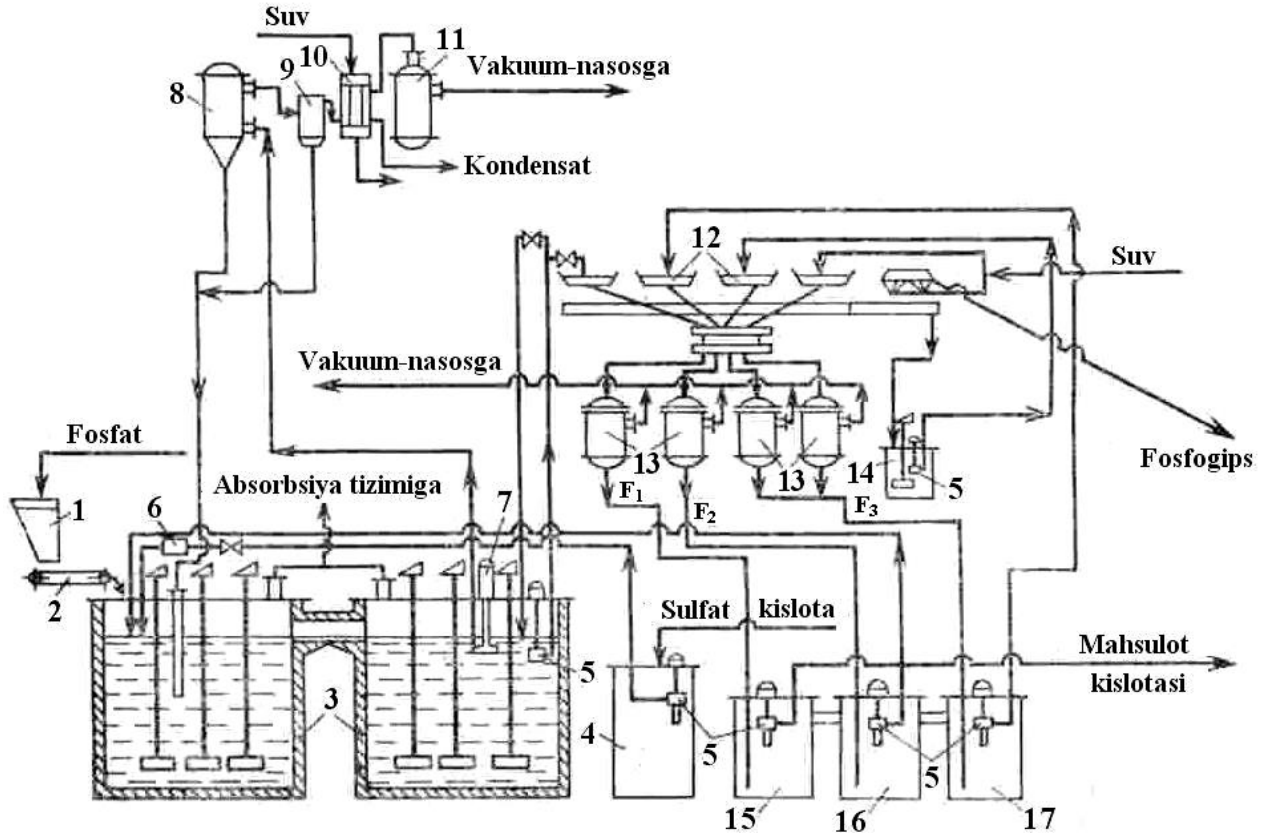 Suv
10
11
9
Vakuum-nasosga
8
Kondensat
12
Suv
Vakuum-nasosga
Fosfat
13
13
14
5
Fosfogips
Absorbsiya tizimiga
F1
F2
F3
1
6
7
2
Sulfat kislota
Mahsulot
kislotasi
3
5
4
5
5
15
16
17